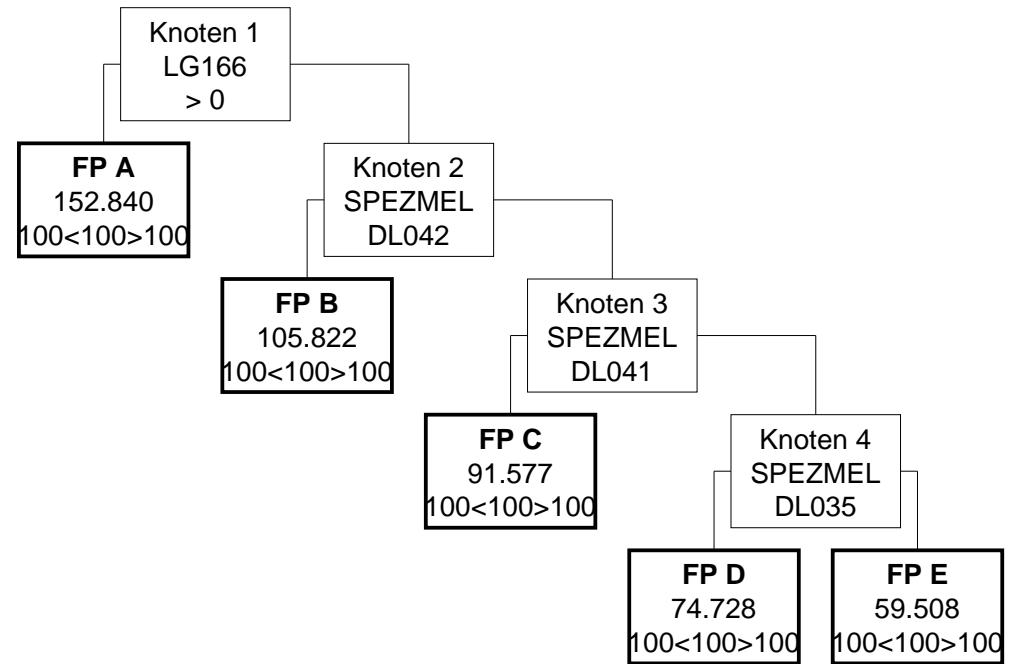 Knoten 1
LG166
> 0
FP A
152.840
100<100>100
Knoten 2
SPEZMEL
DL042
FP B
105.822
100<100>100
Knoten 3
SPEZMEL
DL041
FP C
91.577
100<100>100
Knoten 4
SPEZMEL
DL035
FP D
74.728
100<100>100
FP E
59.508
100<100>100